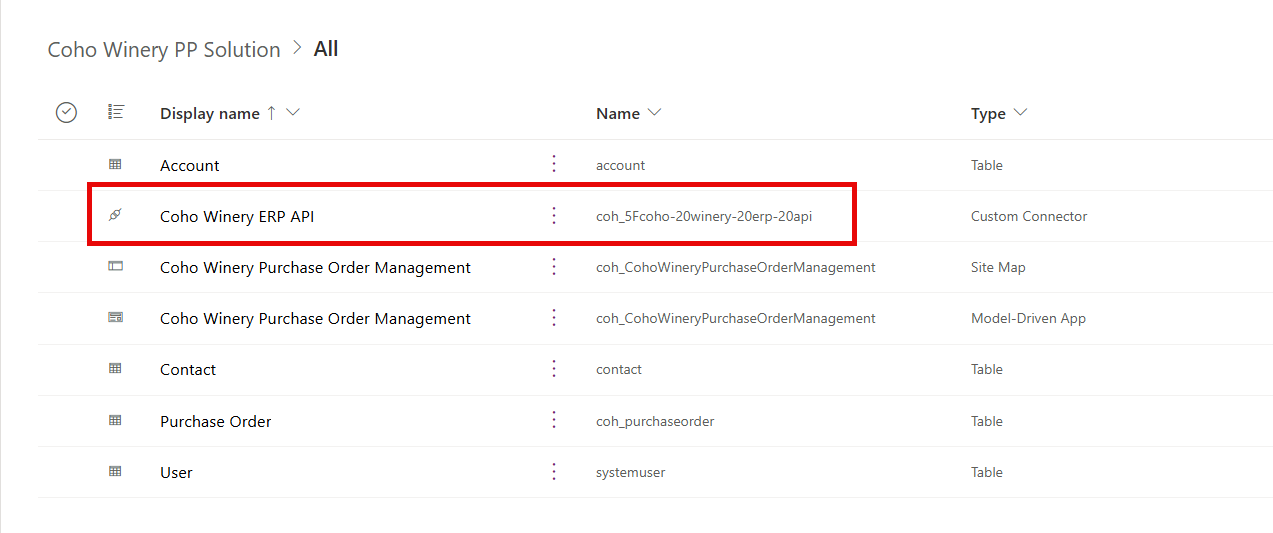 Coho Winery PP Solution > All
Display name ↑ Name Type
Account account Table
Coho Winery ERP API coh_5Fcoho-20winery-20erp-20api Custom Connector
Coho Winery Purchase Order Management coh_CohoWineryPurchaseOrderManagement Site Map
Coho Winery Purchase Order Management coh_CohoWineryPurchaseOrderManagement Model-Driven App
Contact contact Table
Purchase Order coh_purchaseorder Table
User systemuser Table